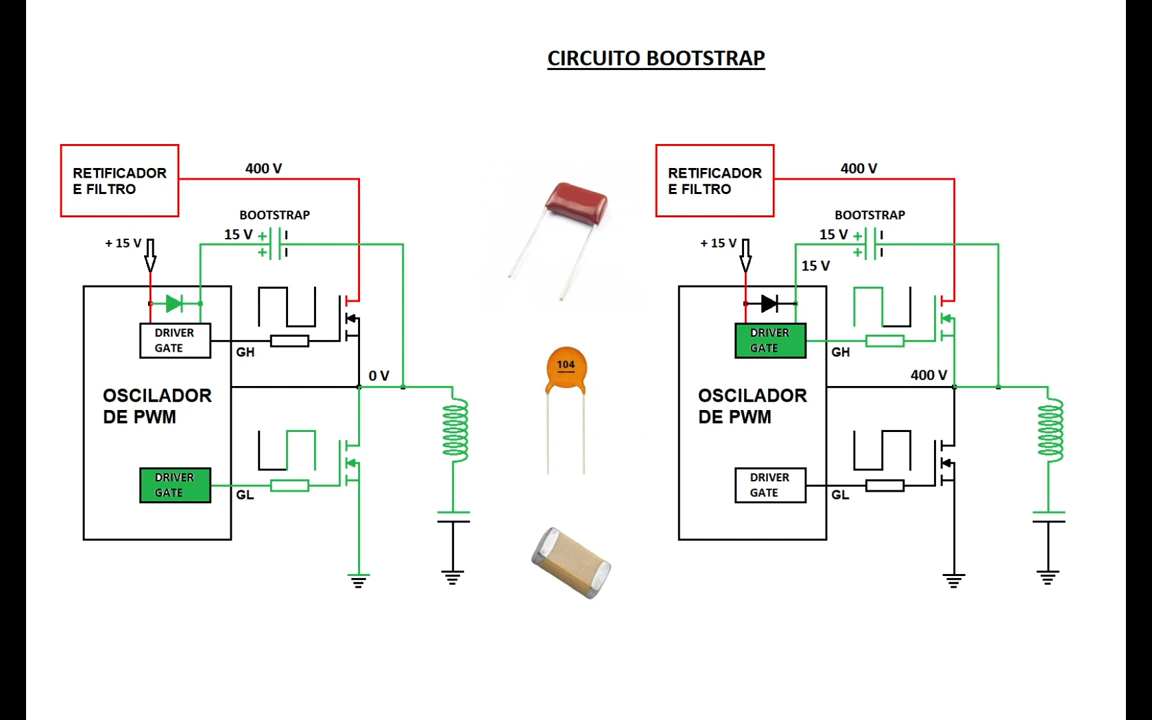 CIRCUITO BOOTSTRAP
RETIFICADOR
E FILTRO
400 V
BOOTSTRAP
15 V
+ 15 V
DRIVER
GATE
GH
0 V
OSCILADOR
DE PWM
DRIVER
GATE
GL
104
RETIFICADOR
E FILTRO
400 V
BOOTSTRAP
15 V
+ 15 V
15 V
DRIVER
GATE
GH
400 V
OSCILADOR
DE PWM
DRIVER
GATE
GL